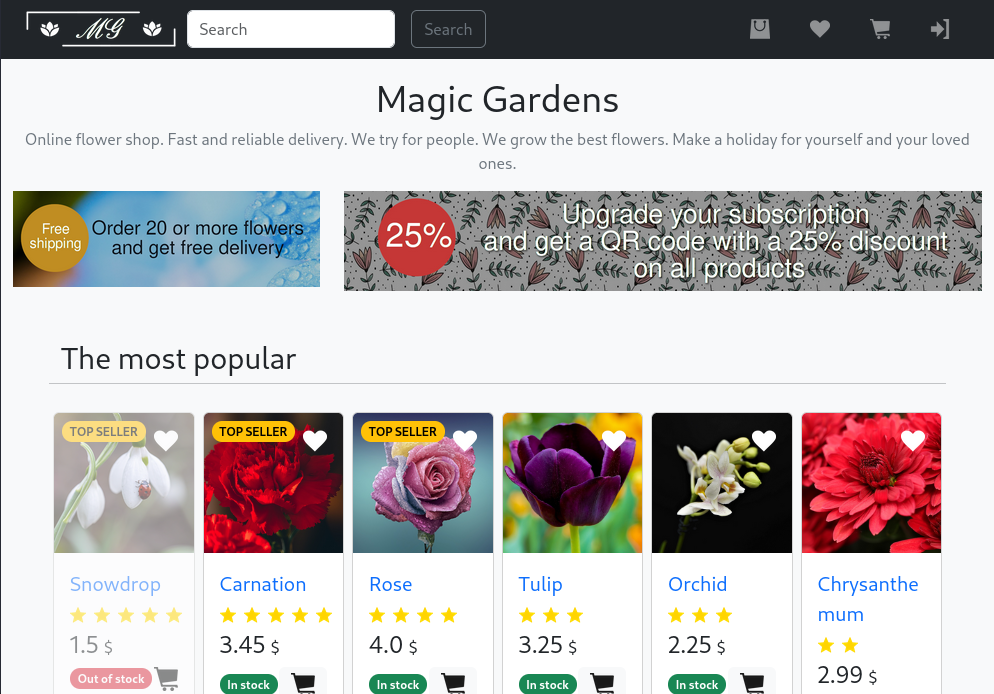 MG
Search
Search
Magic Gardens
Online flower shop. Fast and reliable delivery. We try for people. We grow the best flowers. Make a holiday for yourself and your loved
ones.
Free
shipping
Order 20 or more flowers
and get free delivery.
25%
Upgrade your subscription
and get a QR code with a 25% discount
on all products
The most popular
TOP SELLER
TOP SELLER
TOP SELLER
Snowdrop
1.5 $
Out of stock
Carnation
3.45 $
In stock
Rose
4.0 $
In stock
Tulip
3.25 $
In stock
Orchid
2.25 $
In stock
Chrysanthe
mum
2.99 $